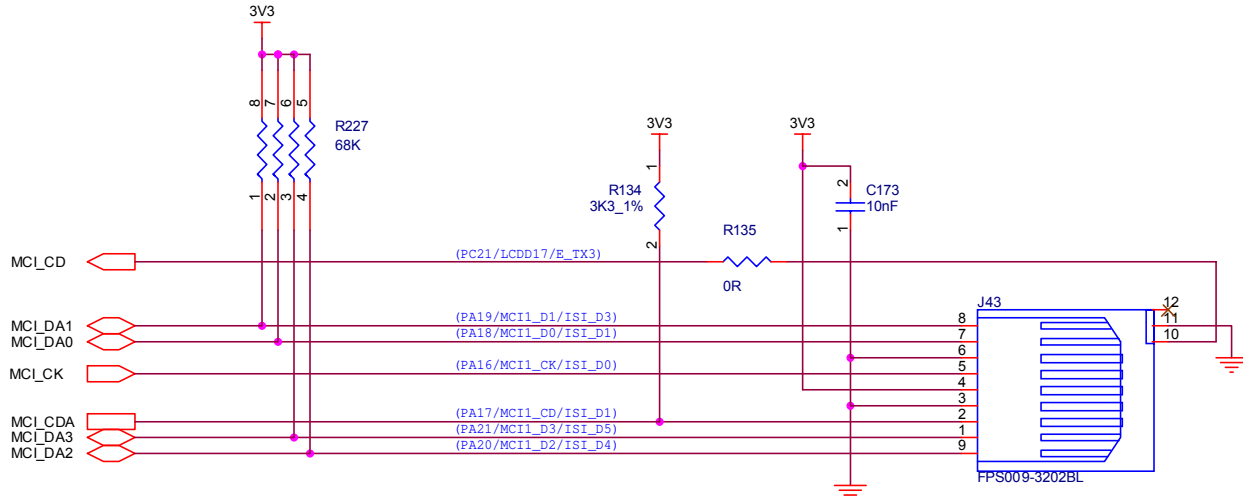 3V3
8 7 6 5
R227
68K
1 2 3 4
3V3
1
R134
3K3_1%
2
3V3
2
C173
10nF
1
R135
0R
MCI_CD
(PC21/LCDD17/E_TX3)
J43
12
11
10
MCI_DA1
(PA19/MCI1_D1/ISI_D3)
8
MCI_DA0
(PA18/MCI1_D0/ISI_D1)
7
6
MCI_CK
(PA16/MCI1_CK/ISI_D0)
5
4
3
MCI_CDA
(PA17/MCI1_CD/ISI_D1)
2
MCI_DA3
(PA21/MCI1_D3/ISI_D5)
1
MCI_DA2
(PA20/MCI1_D2/ISI_D4)
9
FPS009-3202BL